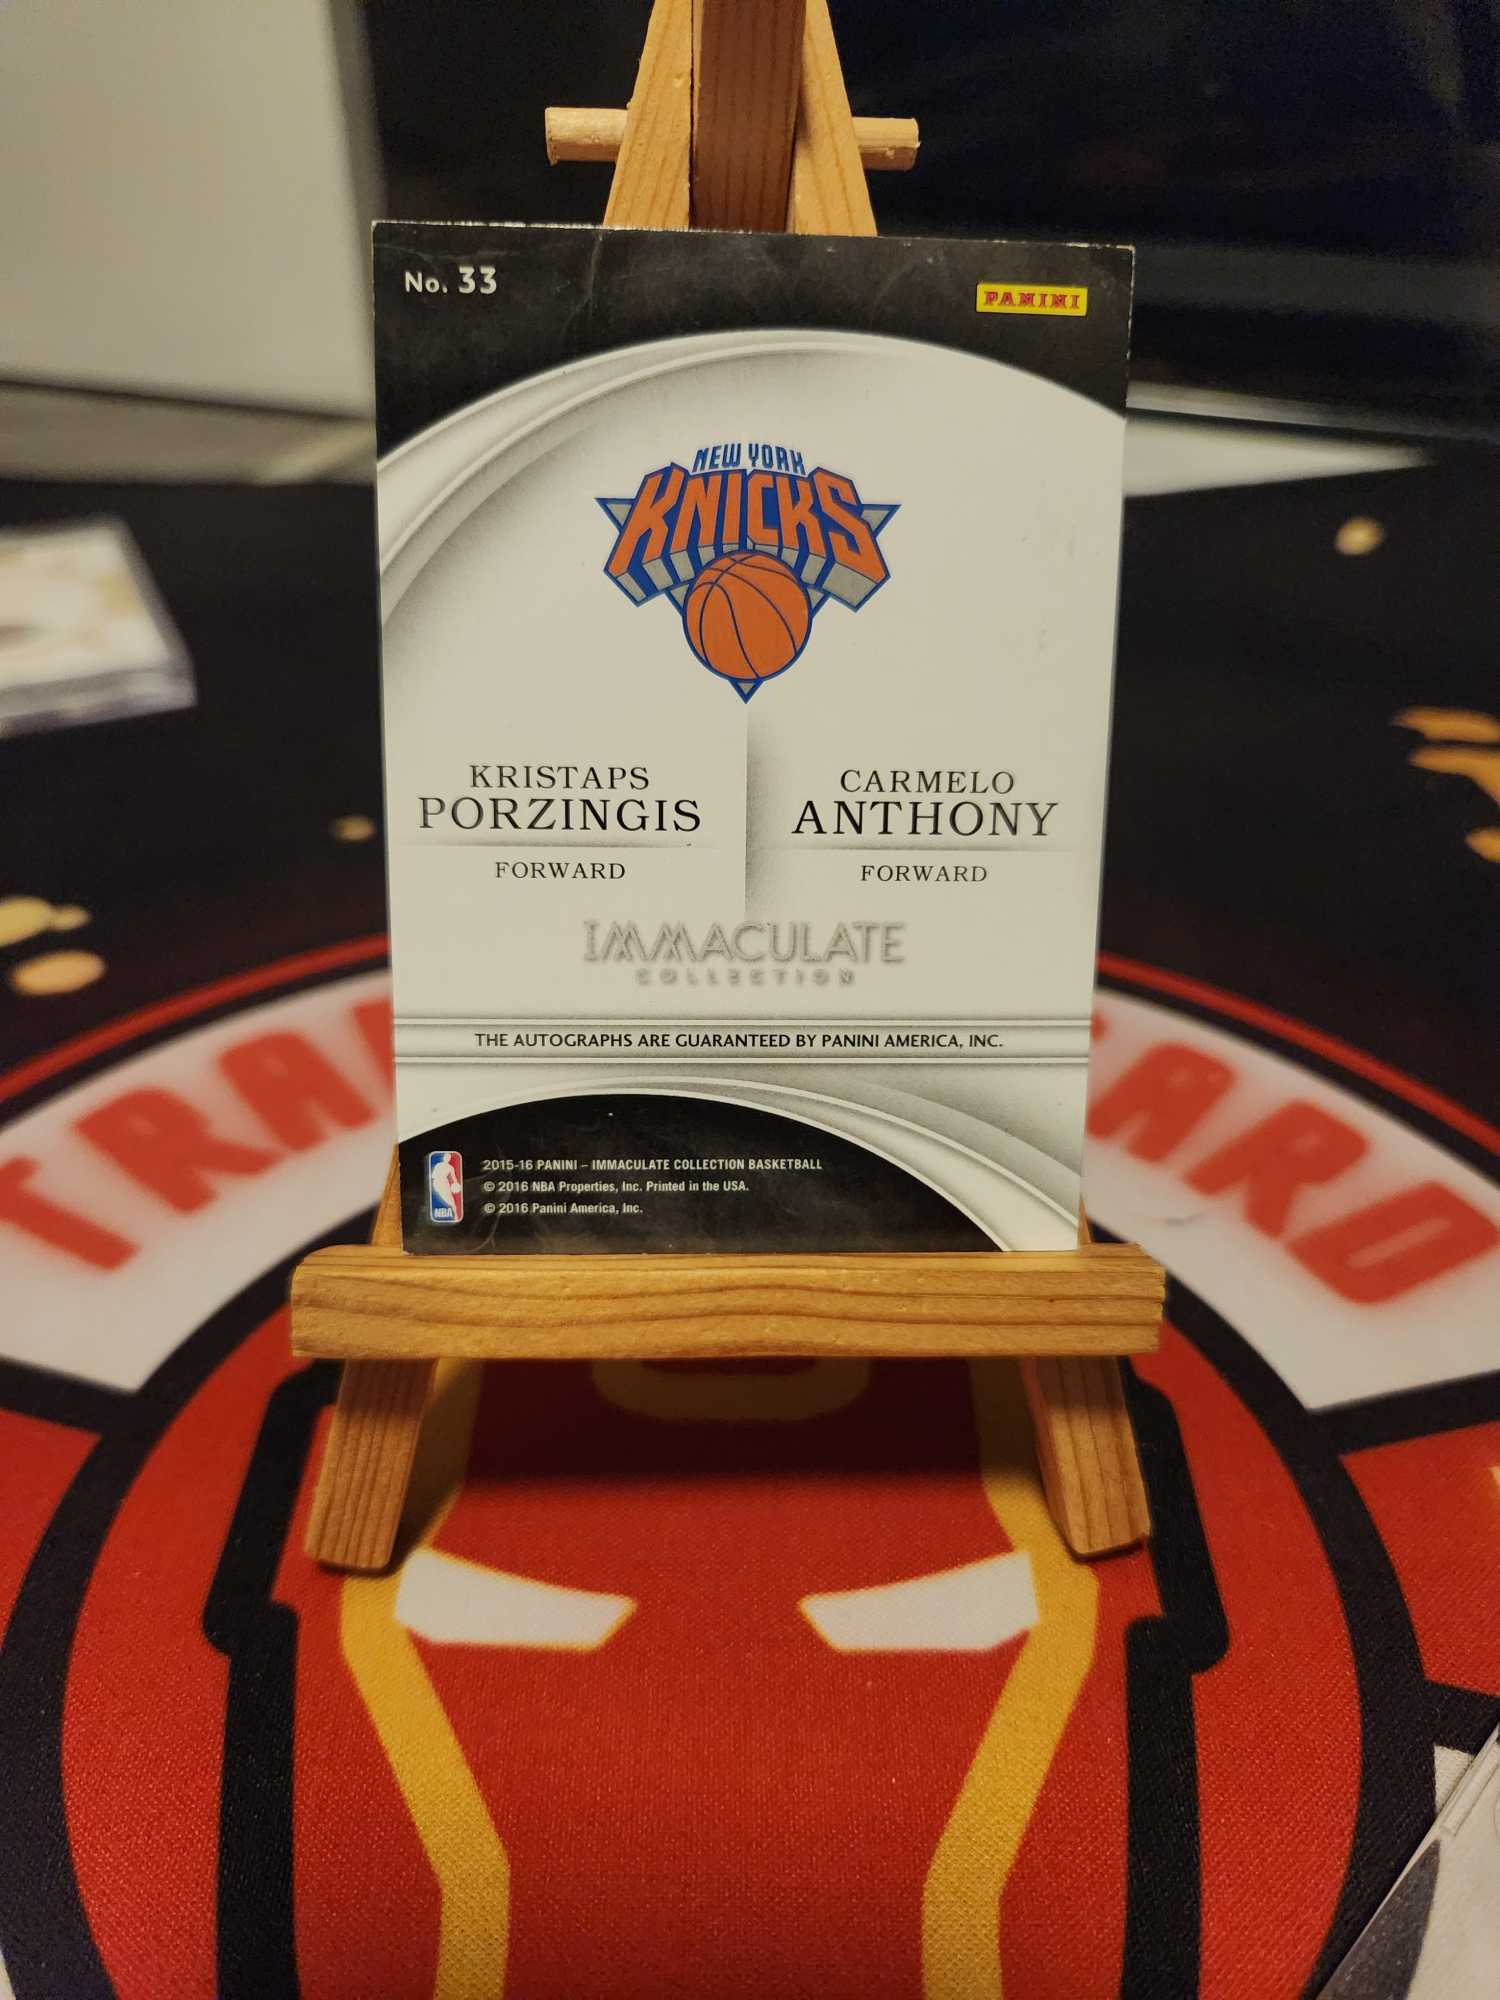 No. 33
PANINI
NEW YORK
KNICKS
KRISTAPS
PORZINGIS
FORWARD
CARMELO
ANTHONY
FORWARD
IMMACULATE
COLLECTION
THE AUTOGRAPHS ARE GUARANTEED BY PANINI AMERICA, INC.
NBA
2015-16 PANINI – IMMACULATE COLLECTION BASKETBALL
© 2016 NBA Properties, Inc. Printed in the USA.
© 2016 Panini America, Inc.